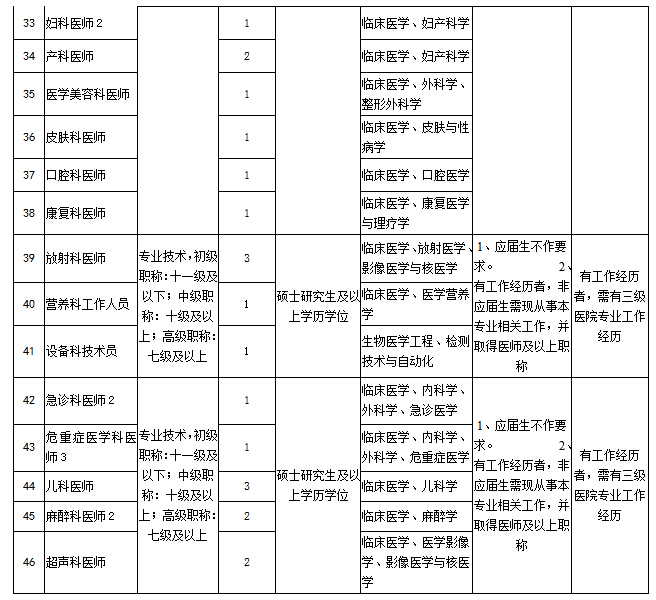 33 妇科医师2 1 临床医学、妇产科学
34 产科医师 2 临床医学、妇产科学
35 医学美容科医师 1 临床医学、外科学、
整形外科学
36 皮肤科医师 1 临床医学、皮肤与性
病学
37 口腔科医师 1 临床医学、口腔医学
38 康复科医师 1 临床医学、康复医学
与理疗学
39 放射科医师 3 临床医学、放射医学、
影像医学与核医学
40 营养科工作人员 1 临床医学、医学营养
学
41 设备科技术员 1 生物医学工程、检测
技术与自动化
专业技术，初级
职称：十一级及
以下；中级职
称：十级及以
上；高级职称：
七级及以上
硕士研究生及以
上学历学位
1、应届生不作要
求。 2、
有工作经历者，非
应届生需现从事本
专业相关工作，并
取得医师及以上职
称
有工作经历
者，需有三级
医院专业工作
经历
42 急诊科医师2 1 临床医学、内科学、
外科学、急诊医学
43 危重症医学科医
师3 1 临床医学、内科学、
外科学、危重症医学
44 儿科医师 3 临床医学、儿科学
45 麻醉科医师2 2 临床医学、麻醉学
46 超声科医师 2 临床医学、医学影像
学、影像医学与核医
学
专业技术，初级
职称：十一级及
以下；中级职
称：十级及以
上；高级职称：
七级及以上
硕士研究生及以
上学历学位
1、应届生不作要
求。 2、
有工作经历者，非
应届生需现从事本
专业相关工作，并
取得医师及以上职
称
有工作经历
者，需有三级
医院专业工作
经历